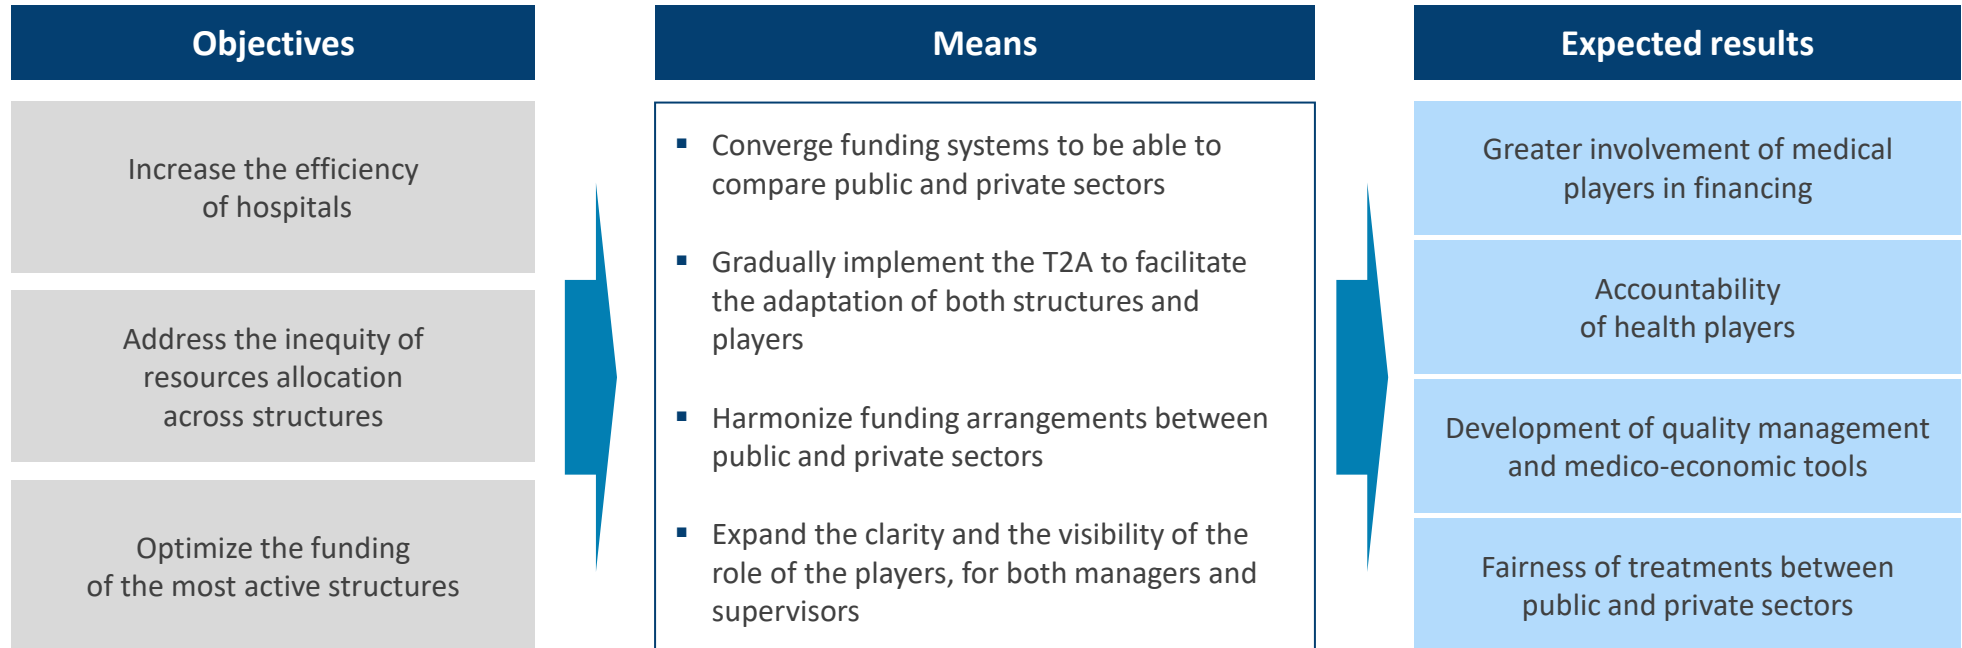 Objectives
Increase the efficiency
of hospitals
Address the inequity of
resources allocation
across structures
Optimize the funding
of the most active structures
Means
▪ Converge funding systems to be able to
compare public and private sectors
▪ Gradually implement the T2A to facilitate
the adaptation of both structures and
players
▪ Harmonize funding arrangements between
public and private sectors
▪ Expand the clarity and the visibility of the
role of the players, for both managers and
supervisors
Expected results
Greater involvement of medical
players in financing
Accountability
of health players
Development of quality management
and medico-economic tools
Fairness of treatments between
public and private sectors